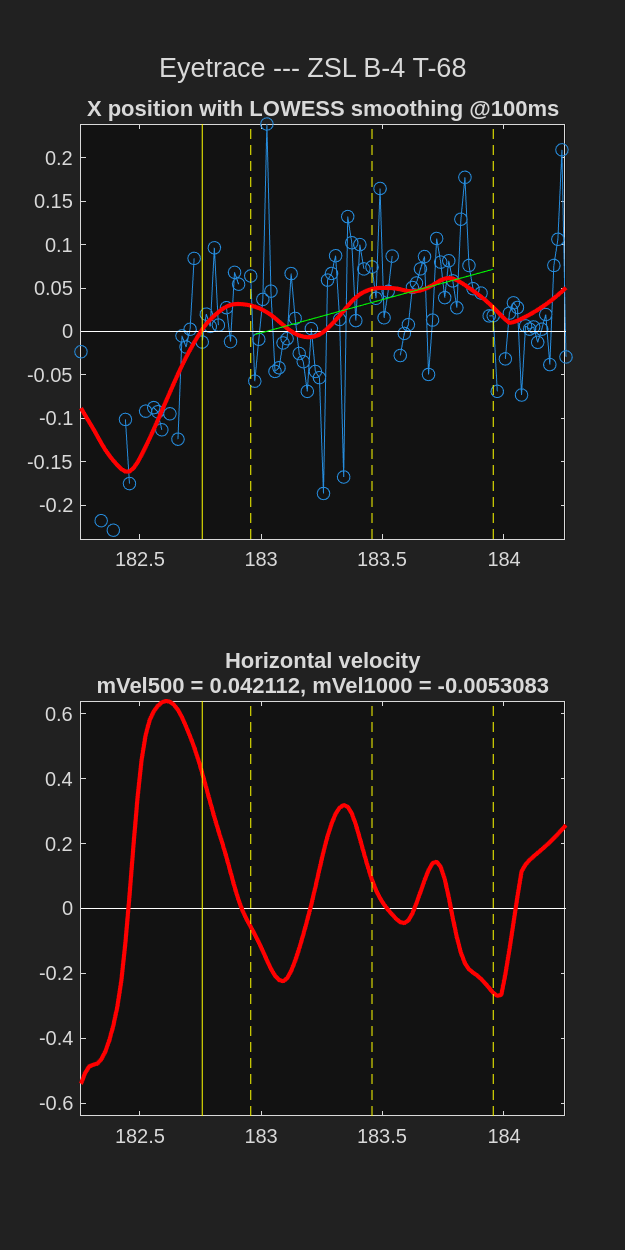 Eyetrace --- ZSL B-4 T-68
X position with LOWESS smoothing @100ms
0.2
0.15
0.1
0.05
0
-0.05
-0.1
-0.15
-0.2
182.5 183 183.5 184
Horizontal velocity
mVel500 = 0.042112, mVel1000 = -0.0053083
0.6
0.4
0.2
0
-0.2
-0.4
-0.6
182.5 183 183.5 184